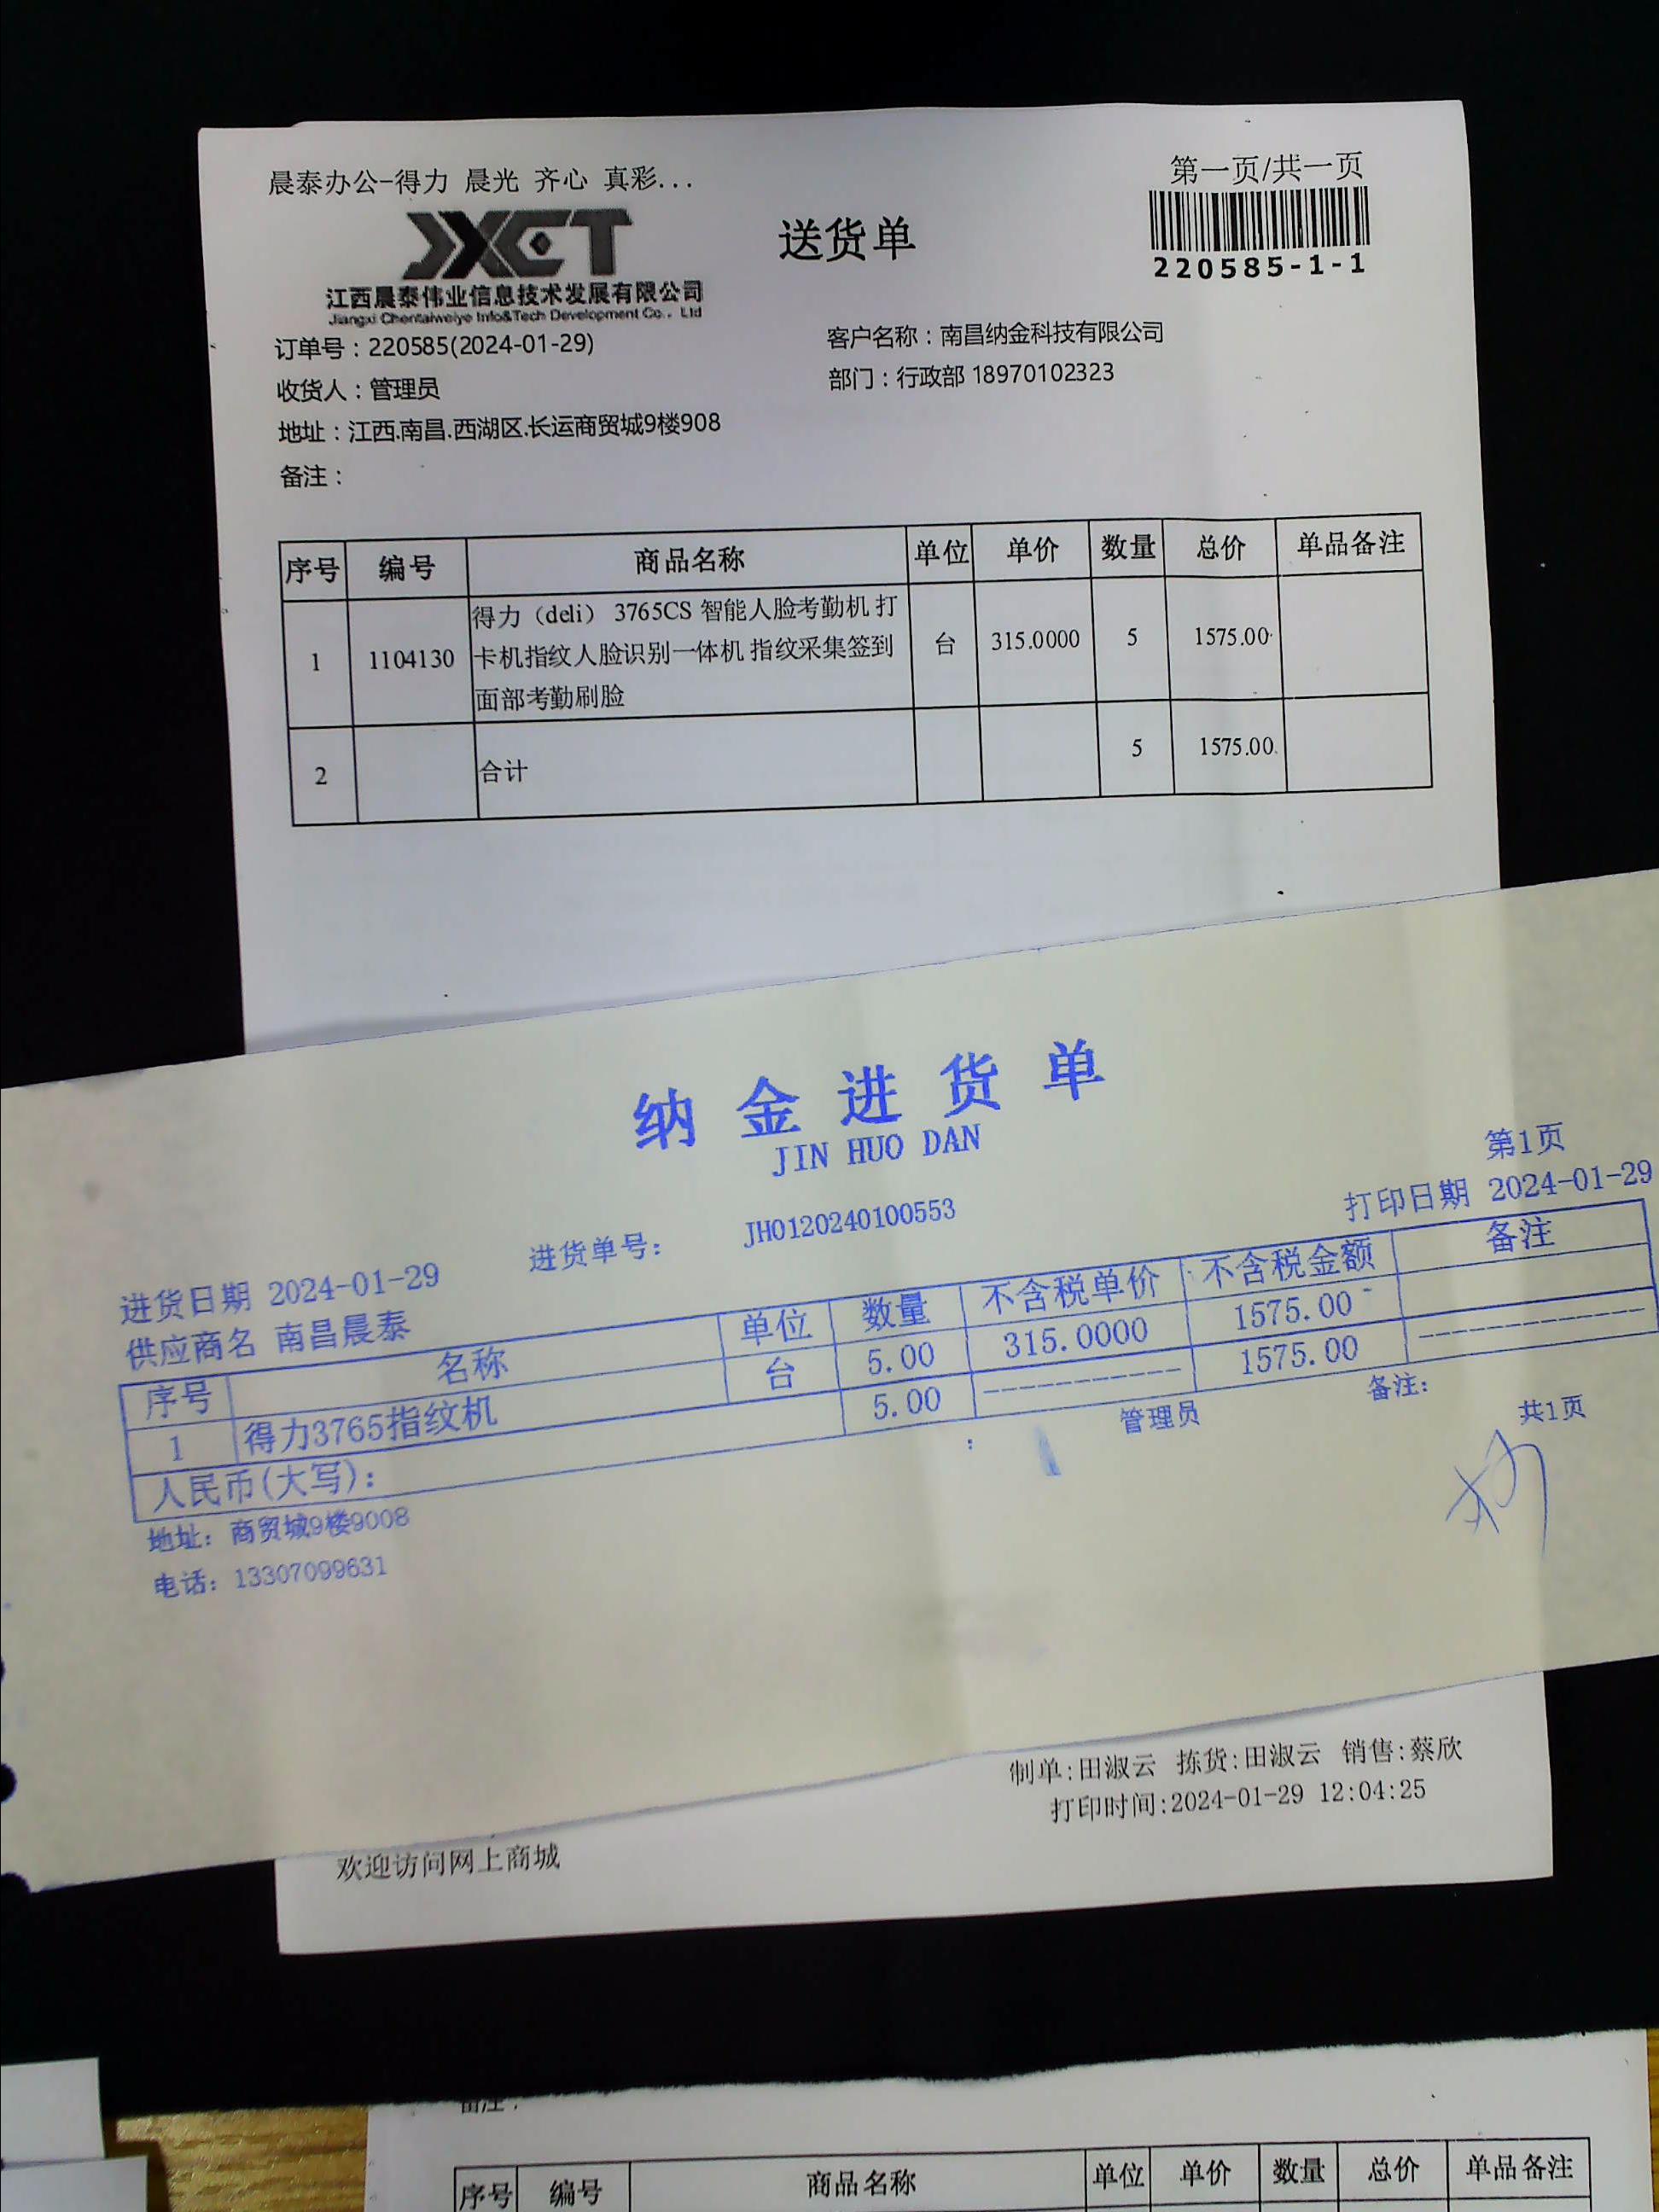 晨泰办公-得力 晨光 齐心 真彩...
第一页/共一页
JXCT
送货单
220585-1-1
江西晨泰伟业信息技术发展有限公司
Jiangxi Chentaiweiye Info&Tech Development Co., Ltd
订单号：220585(2024-01-29)
客户名称：南昌纳金科技有限公司
收货人：管理员
部门：行政部 18970102323
地址：江西.南昌.西湖区.长运商贸城9楼908
备注：
序号 编号 商品名称 单位 单价 数量 总价 单品备注
1 1104130 得力（deli） 3765CS 智能人脸考勤机 打 台 315.0000 5 1575.00
卡机指纹人脸识别一体机 指纹采集签到
面部考勤刷脸
2 合计 5 1575.00
纳金进货单
JIN HUO DAN
第1页
进货日期 2024-01-29 进货单号： JH0120240100553 打印日期 2024-01-29
供应商名 南昌晨泰
序号 名称 单位 数量 不含税单价 不含税金额 备注
1 得力3765指纹机 台 5.00 315.0000 1575.00
人民币(大写)： 5.00 ------------ 1575.00 --------------
地址：商贸城9楼9008 : 管理员 备注：
共1页
电话：13307099631
制单:田淑云 拣货:田淑云 销售:蔡欣
打印时间:2024-01-29 12:04:25
欢迎访问网上商城
备注：
序号 编号 商品名称 单位 单价 数量 总价 单品备注